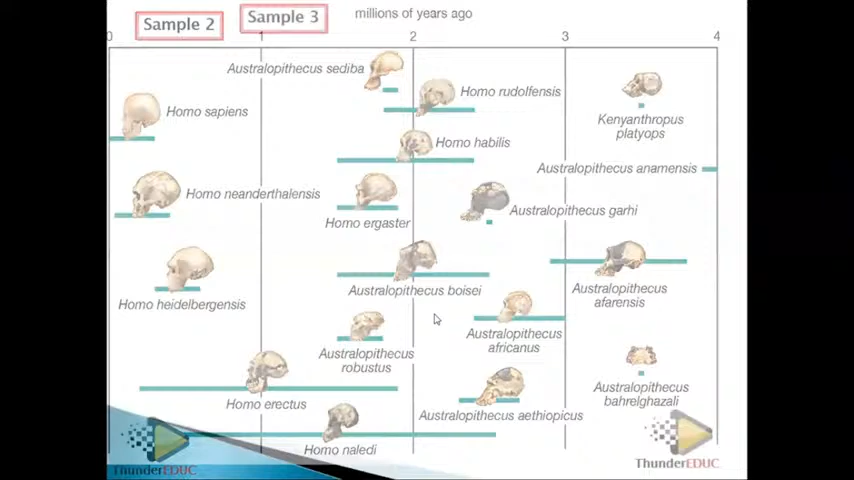 Sample 2
Sample 3
millions of years ago
0
1
2
3
4
Australopithecus sediba
Homo rudolfensis
Homo sapiens
Kenyanthropus
platyops
Homo habilis
Australopithecus anamensis
Homo neanderthalensis
Australopithecus garhi
Homo ergaster
Australopithecus boisei
Australopithecus
afarensis
Homo heidelbergensis
Australopithecus
africanus
Australopithecus
robustus
Australopithecus
bahrelghazali
Homo erectus
Australopithecus aethiopicus
Homo naledi
ThunderEDUC
ThunderEDUC